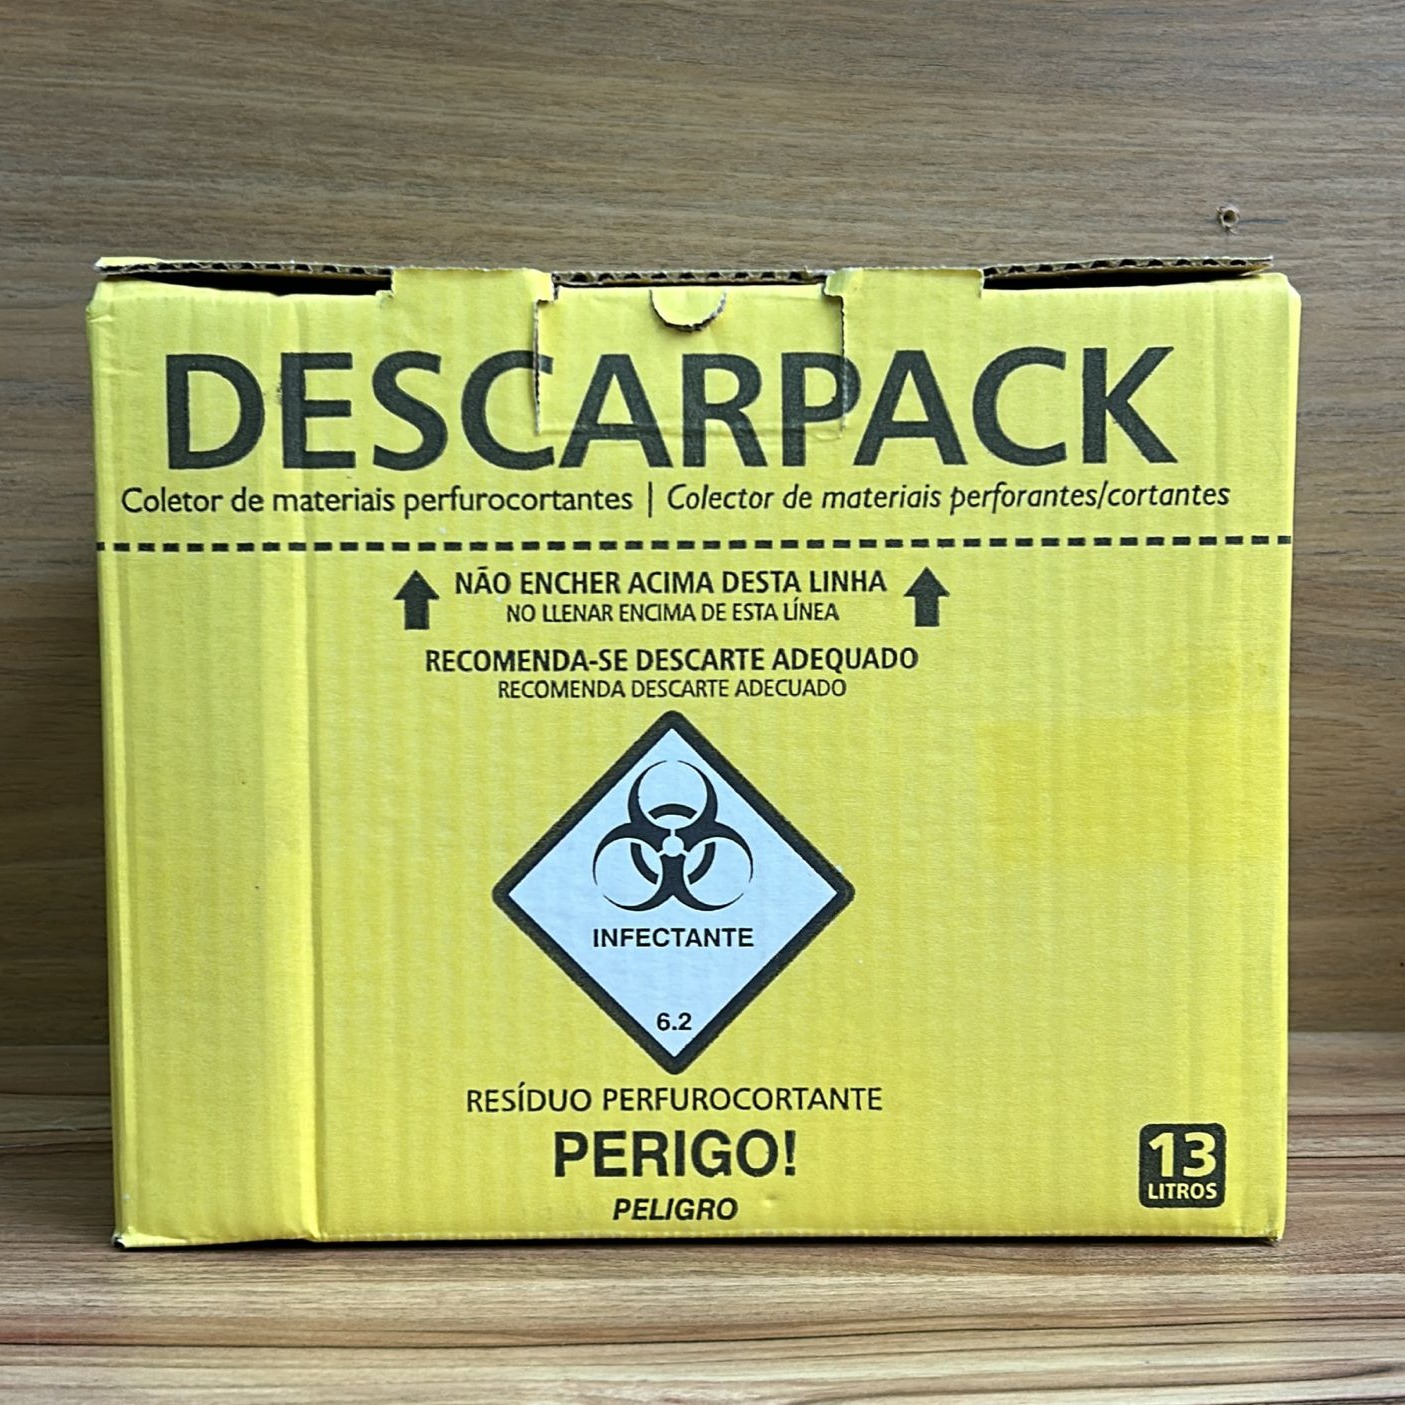 DESCARPACK
Coletor de materiais perfurocortantes | Colector de materiais perforantes/cortantes
NÃO ENCHER ACIMA DESTA LINHA
NO LLENAR ENCIMA DE ESTA LÍNEA
RECOMENDA-SE DESCARTE ADEQUADO
RECOMENDA DESCARTE ADECUADO
INFECTANTE
6.2
RESÍDUO PERFUROCORTANTE
PERIGO!
PELIGRO
13
LITROS